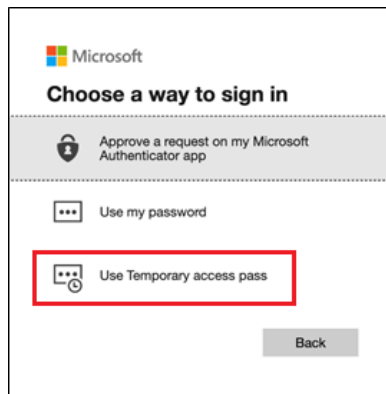 Microsoft
Choose a way to sign in
Approve a request on my Microsoft
Authenticator app
Use my password
Use Temporary access pass
Back